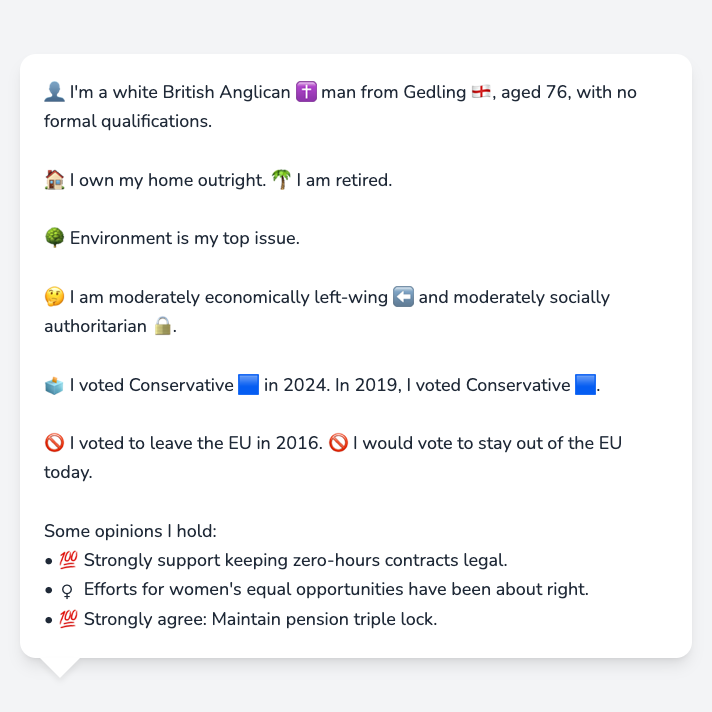 👤 I'm a white British Anglican ✝️ man from Gedling 🏴󠁧󠁢󠁥󠁮󠁧󠁿, aged 76, with no
formal qualifications.
🏠 I own my home outright. 🌴 I am retired.
🌳 Environment is my top issue.
🤔 I am moderately economically left-wing ⬅️ and moderately socially
authoritarian 🔒.
🗳️ I voted Conservative 🟦 in 2024. In 2019, I voted Conservative 🟦.
🚫 I voted to leave the EU in 2016. 🚫 I would vote to stay out of the EU
today.
Some opinions I hold:
• 💯 Strongly support keeping zero-hours contracts legal.
• ♀ Efforts for women's equal opportunities have been about right.
• 💯 Strongly agree: Maintain pension triple lock.